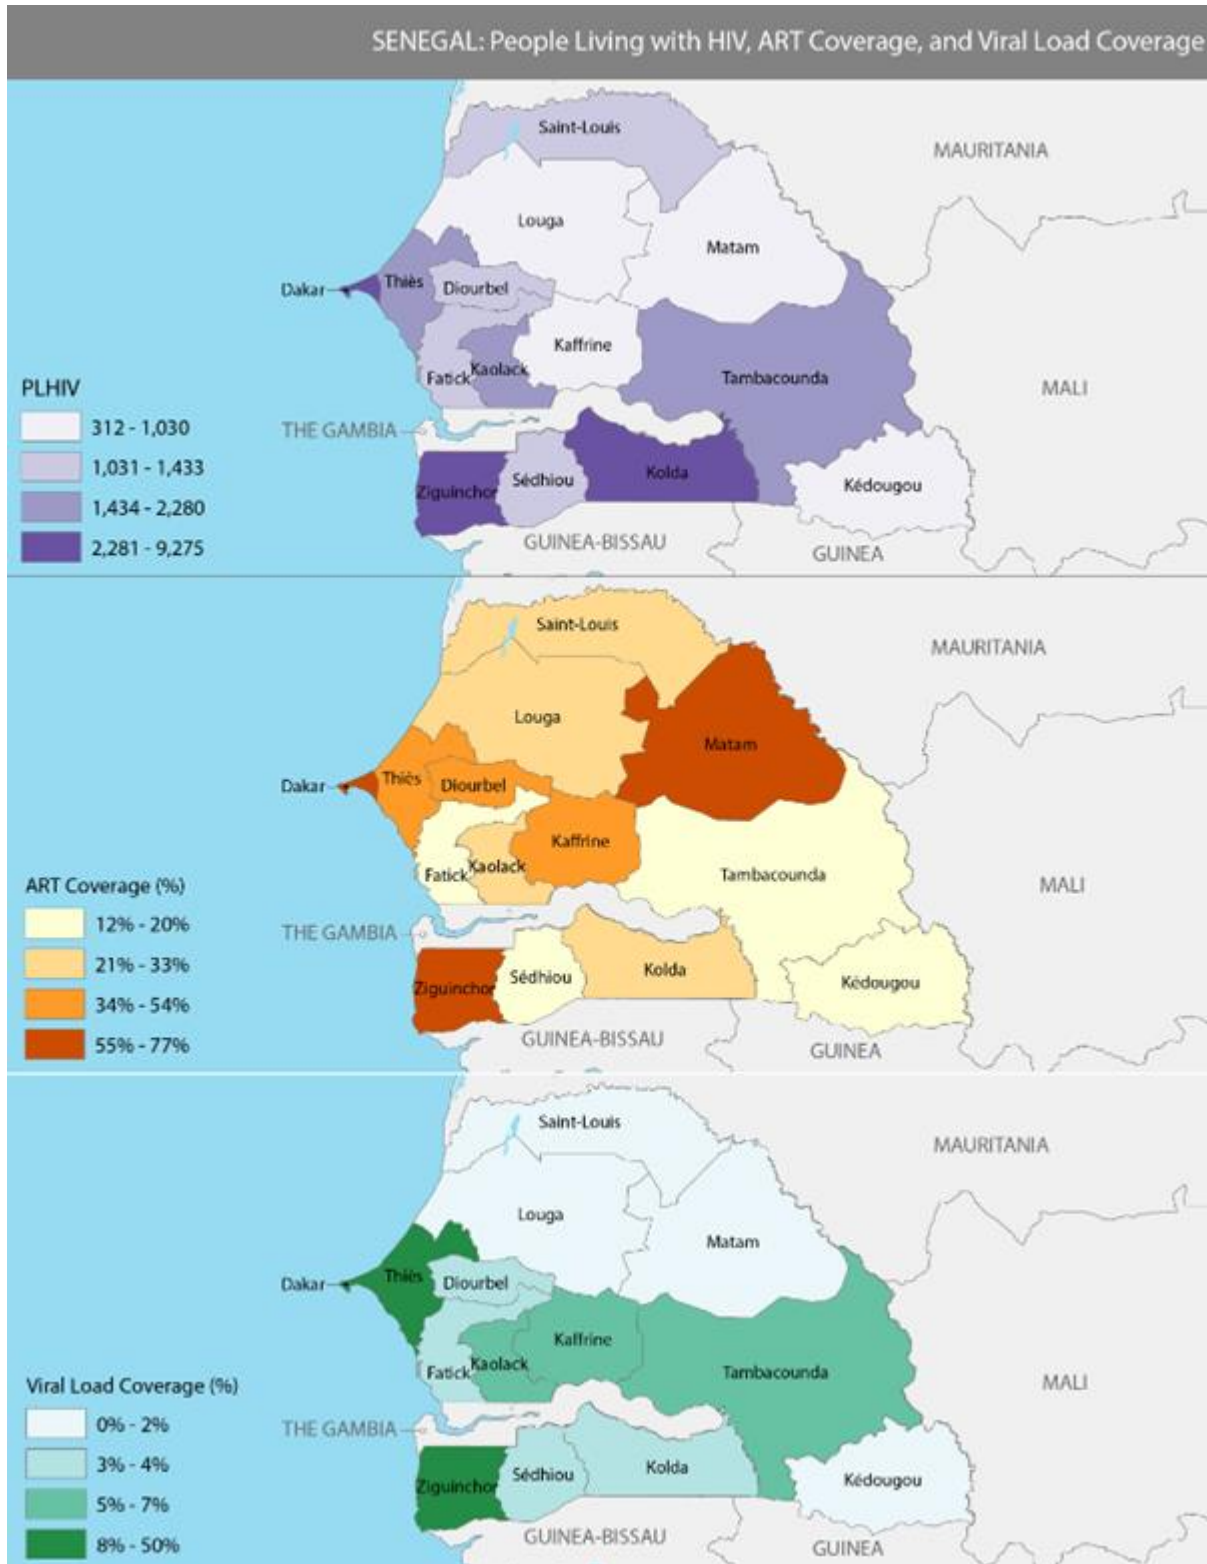 SENEGAL: People Living with HIV, ART Coverage, and Viral Load Coverage
Saint-Louis
MAURITANIA
Louga
Matam
Dakar
Thiès
Diourbel
Kaffrine
Fatick
Kaolack
Tambacounda
MALI
PLHIV
312 - 1,030
1,031 - 1,433
1,434 - 2,280
2,281 - 9,275
THE GAMBIA
Ziguinchor
Sédhiou
Kolda
Kédougou
GUINEA-BISSAU
GUINEA
Saint-Louis
MAURITANIA
Louga
Matam
Dakar
Thiès
Diourbel
Kaffrine
Fatick
Kaolack
Tambacounda
MALI
ART Coverage (%)
12% - 20%
21% - 33%
34% - 54%
55% - 77%
THE GAMBIA
Ziguinchor
Sédhiou
Kolda
Kédougou
GUINEA-BISSAU
GUINEA
Saint-Louis
MAURITANIA
Louga
Matam
Dakar
Thiès
Diourbel
Kaffrine
Fatick
Kaolack
Tambacounda
MALI
Viral Load Coverage (%)
0% - 2%
3% - 4%
5% - 7%
8% - 50%
THE GAMBIA
Ziguinchor
Sédhiou
Kolda
Kédougou
GUINEA-BISSAU
GUINEA